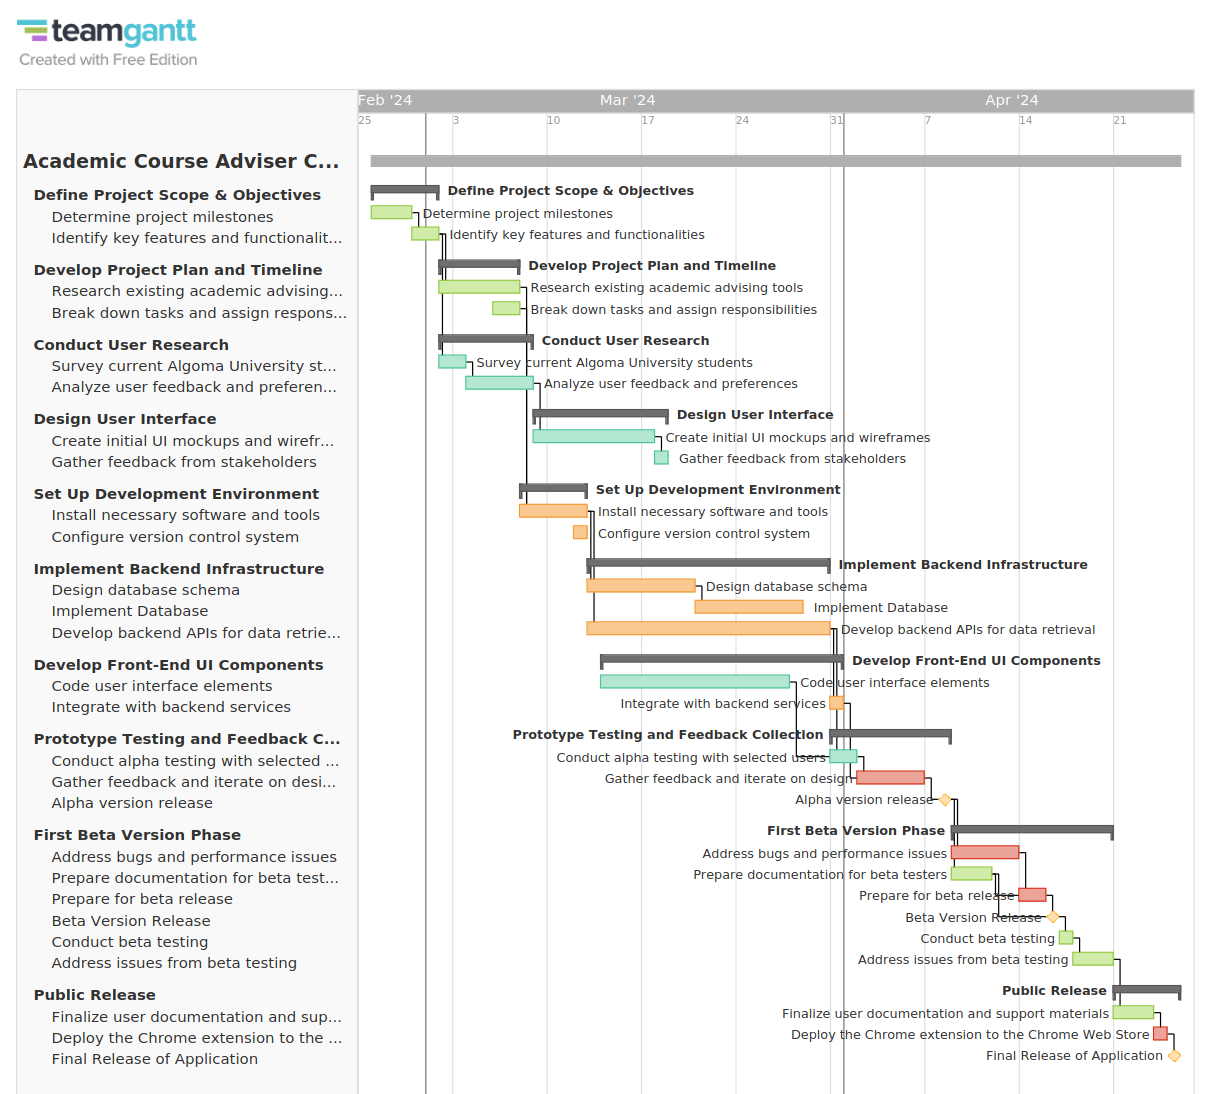 teamgantt
Created with Free Edition
Feb '24 Mar '24 Apr '24
25 3 10 17 24 31 7 14 21
Academic Course Adviser C...
Define Project Scope & Objectives Define Project Scope & Objectives
Determine project milestones Determine project milestones
Identify key features and functionalit... Identify key features and functionalities
Develop Project Plan and Timeline Develop Project Plan and Timeline
Research existing academic advising... Research existing academic advising tools
Break down tasks and assign respons... Break down tasks and assign responsibilities
Conduct User Research Conduct User Research
Survey current Algoma University st... Survey current Algoma University students
Analyze user feedback and preferen... Analyze user feedback and preferences
Design User Interface Design User Interface
Create initial UI mockups and wirefr... Create initial UI mockups and wireframes
Gather feedback from stakeholders Gather feedback from stakeholders
Set Up Development Environment Set Up Development Environment
Install necessary software and tools Install necessary software and tools
Configure version control system Configure version control system
Implement Backend Infrastructure Implement Backend Infrastructure
Design database schema Design database schema
Implement Database Implement Database
Develop backend APIs for data retrie... Develop backend APIs for data retrieval
Develop Front-End UI Components Develop Front-End UI Components
Code user interface elements Code user interface elements
Integrate with backend services Integrate with backend services
Prototype Testing and Feedback C... Prototype Testing and Feedback Collection
Conduct alpha testing with selected ... Conduct alpha testing with selected users
Gather feedback and iterate on desi... Gather feedback and iterate on design
Alpha version release Alpha version release
First Beta Version Phase First Beta Version Phase
Address bugs and performance issues Address bugs and performance issues
Prepare documentation for beta test... Prepare documentation for beta testers
Prepare for beta release Prepare for beta release
Beta Version Release Beta Version Release
Conduct beta testing Conduct beta testing
Address issues from beta testing Address issues from beta testing
Public Release Public Release
Finalize user documentation and sup... Finalize user documentation and support materials
Deploy the Chrome extension to the ... Deploy the Chrome extension to the Chrome Web Store
Final Release of Application Final Release of Application